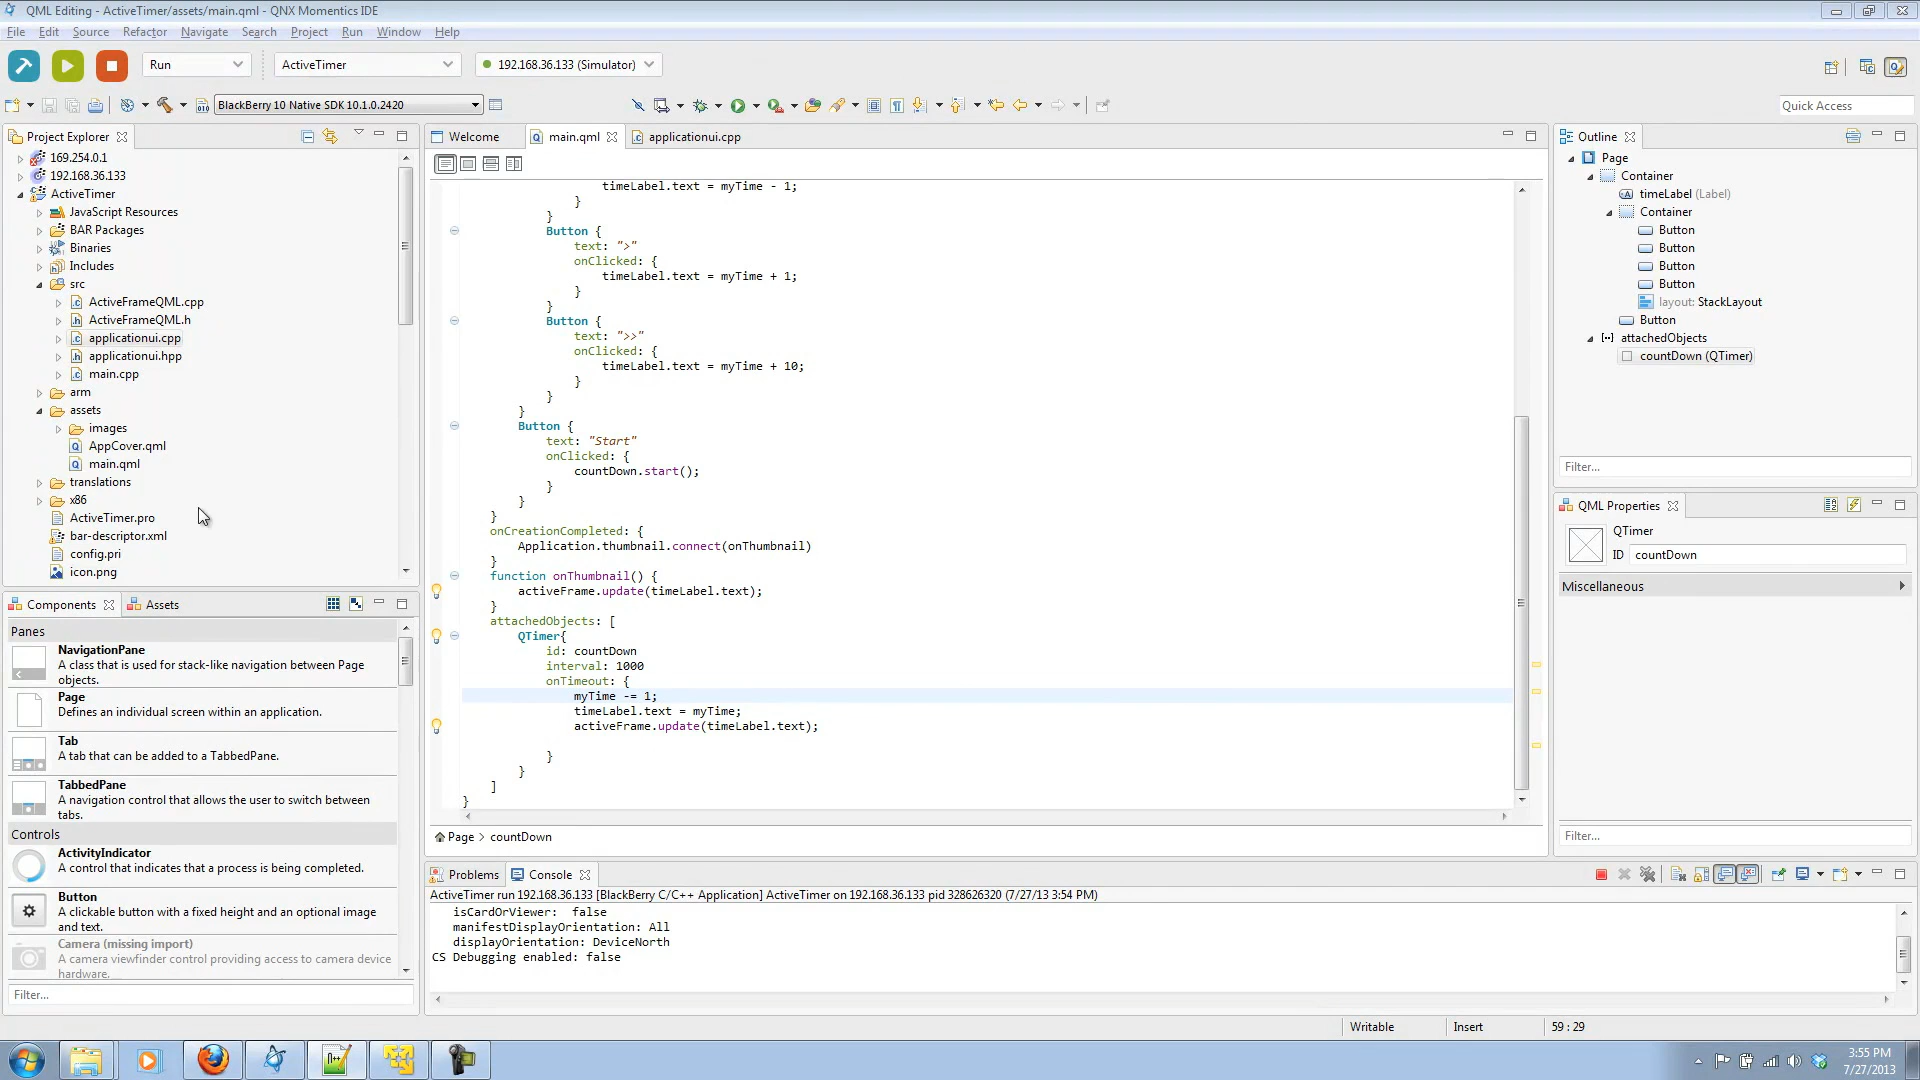 QML Editing - ActiveTimer/assets/main.qml - QNX Momentics IDE
File Edit Source Refactor Navigate Search Project Run Window Help
Run
ActiveTimer
192.168.36.133 (Simulator)
BlackBerry 10 Native SDK 10.1.0.2420
Quick Access
Project Explorer
169.254.0.1
192.168.36.133
ActiveTimer
JavaScript Resources
BAR Packages
Binaries
Includes
src
ActiveFrameQML.cpp
ActiveFrameQML.h
applicationui.cpp
applicationui.hpp
main.cpp
arm
assets
images
AppCover.qml
main.qml
translations
x86
ActiveTimer.pro
bar-descriptor.xml
config.pri
icon.png
Components
Assets
Panes
NavigationPane
A class that is used for stack-like navigation between Page
objects.
Page
Defines an individual screen within an application.
Tab
A tab that can be added to a TabbedPane.
TabbedPane
A navigation control that allows the user to switch between
tabs.
Controls
ActivityIndicator
A control that indicates that a process is being completed.
Button
A clickable button with a fixed height and an optional image
and text.
Camera (missing import)
A camera viewfinder control providing access to camera device
hardware.
Filter...
Welcome
main.qml
applicationui.cpp
timeLabel.text = myTime - 1;
}
}
Button {
text: ">"
onClicked: {
timeLabel.text = myTime + 1;
}
}
Button {
text: ">>"
onClicked: {
timeLabel.text = myTime + 10;
}
}
}
Button {
text: "Start"
onClicked: {
countDown.start();
}
}
}
onCreationCompleted: {
Application.thumbnail.connect(onThumbnail)
}
function onThumbnail() {
activeFrame.update(timeLabel.text);
}
attachedObjects: [
QTimer{
id: countDown
interval: 1000
onTimeout: {
myTime -= 1;
timeLabel.text = myTime;
activeFrame.update(timeLabel.text);
}
}
]
}
Page > countDown
Problems
Console
ActiveTimer run 192.168.36.133 [BlackBerry C/C++ Application] ActiveTimer on 192.168.36.133 pid 328626320 (7/27/13 3:54 PM)
isCardOrViewer: false
manifestDisplayOrientation: All
displayOrientation: DeviceNorth
CS Debugging enabled: false
Outline
Page
Container
timeLabel (Label)
Container
Button
Button
Button
Button
layout: StackLayout
Button
attachedObjects
countDown (QTimer)
Filter...
QML Properties
QTimer
ID countDown
Miscellaneous
Filter...
Writable
Insert
59 : 29
3:55 PM
7/27/2013